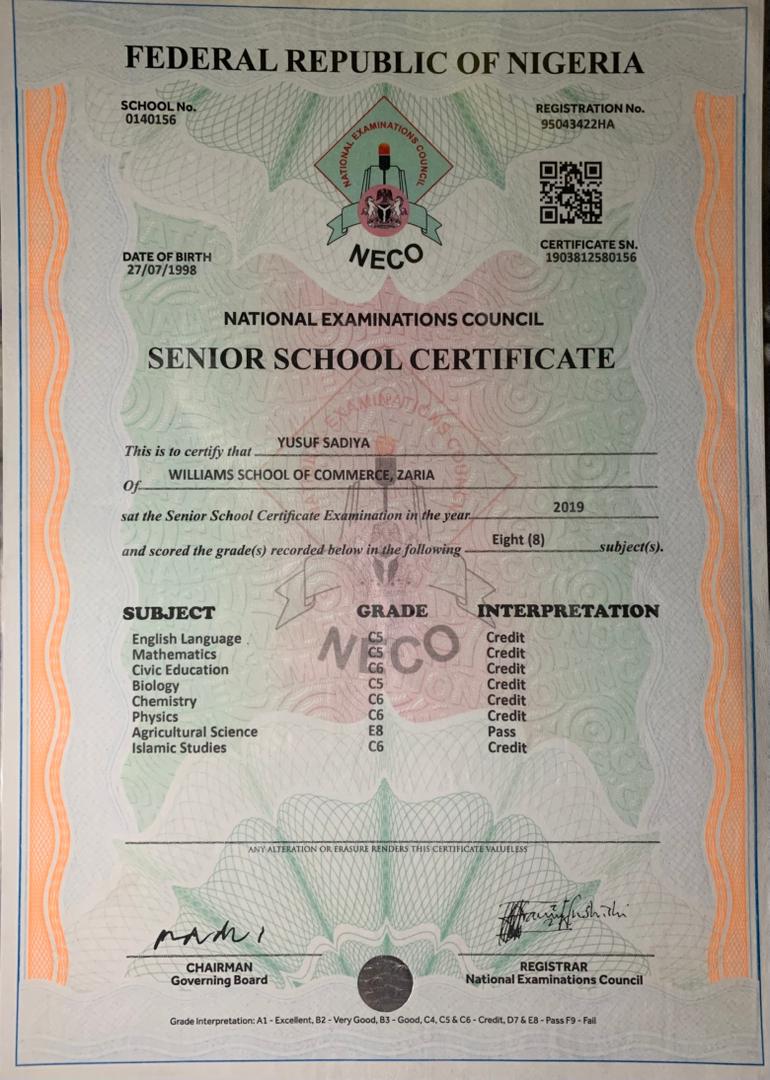 FEDERAL REPUBLIC OF NIGERIA
SCHOOL No.
0140156
REGISTRATION No.
95043422HA
NATIONAL EXAMINATIONS COUNCIL
NECO
DATE OF BIRTH
27/07/1998
CERTIFICATE SN.
1903812580156
NATIONAL EXAMINATIONS COUNCIL
SENIOR SCHOOL CERTIFICATE
This is to certify that YUSUF SADIYA
Of WILLIAMS SCHOOL OF COMMERCE, ZARIA
sat the Senior School Certificate Examination in the year 2019
and scored the grade(s) recorded below in the following Eight (8) subject(s).
SUBJECT GRADE INTERPRETATION
English Language C5 Credit
Mathematics C5 Credit
Civic Education C6 Credit
Biology C5 Credit
Chemistry C6 Credit
Physics C6 Credit
Agricultural Science E8 Pass
Islamic Studies C6 Credit
NECO
ANY ALTERATION OR ERASURE RENDERS THIS CERTIFICATE VALUELESS
CHAIRMAN
Governing Board
REGISTRAR
National Examinations Council
Grade Interpretation: A1 - Excellent, B2 - Very Good, B3 - Good, C4, C5 & C6 - Credit, D7 & E8 - Pass F9 - Fail